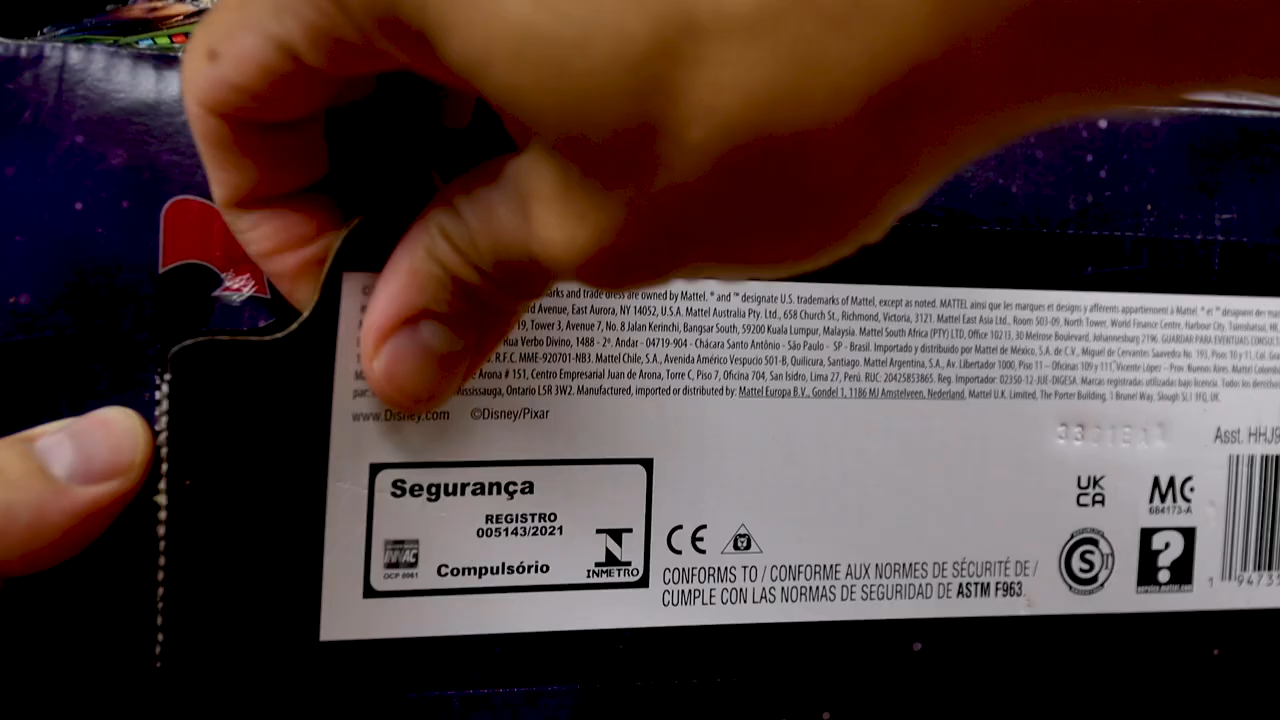 arks and trade dress are owned by Mattel. ® and ™ designate U.S. trademarks of Mattel, except as noted. MATTEL ainsi que les marques et designs y afférents appartiennent à Mattel. ® et ™ désignent des
rd Avenue, East Aurora, NY 14052, U.S.A. Mattel Australia Pty. Ltd., 658 Church St., Richmond, Victoria, 3121. Mattel East Asia Ltd., Room 503-09, North Tower, World Finance Centre, Harbour City, Tsimshatsui,
19, Tower 3, Avenue 7, No. 8 Jalan Kerinchi, Bangsar South, 59200 Kuala Lumpur, Malaysia. Mattel South Africa (PTY) LTD, Office 102 I3, 30 Melrose Boulevard, Johannesburg 2196. GUARDAR PARA EVENTUALES
Rua Verbo Divino, 1488 - 2º. Andar - 04719-904 - Chácara Santo Antônio - São Paulo - SP - Brasil. Importado y distribuido por Mattel de México, S.A. de C.V., Miguel de Cervantes Saavedra No. 193, Pisos 10 y 11, Col.
R.F.C. MME-920701-NB3. Mattel Chile, S.A., Avenida Américo Vespucio 501-B, Quilicura, Santiago. Mattel Argentina, S.A., Av. Libertador 1000, Piso 11 – Oficinas 109 y 111, Vicente López – Prov. Buenos Aires. Mattel
Arona # 151, Centro Empresarial Juan de Arona, Torre C, Piso 7, Oficina 704, San Isidro, Lima 27, Perú. RUC: 20425853865. Reg. Importador: 02350-12-JUE-DIGESA. Marcas registradas utilizadas bajo licencia. Todos los
ississauga, Ontario L5R 3W2. Manufactured, imported or distributed by: Mattel Europa B.V., Gondel 1, 1186 MJ Amstelveen, Nederland. Mattel U.K. Limited, The Porter Building, 1 Brunel Way, Slough SL1 1FQ, UK.
www.Disney.com ©Disney/Pixar
Asst. HHJ9
Segurança
REGISTRO
005143/2021
INNAC
OCP 0061
Compulsório
INMETRO
CE
UK
CA
MC
684173-A
S
?
service.mattel.com
CONFORMS TO / CONFORME AUX NORMES DE SÉCURITÉ DE /
CUMPLE CON LAS NORMAS DE SEGURIDAD DE ASTM F963.
1 9473